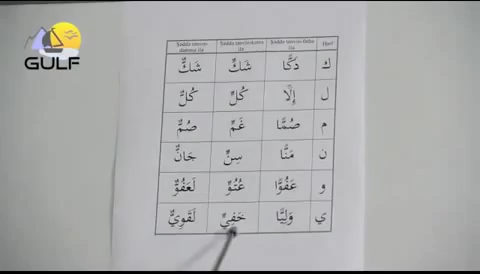 GULF
Harf
ك دَكًّا شَكٍّ شَكٌّ
ل إِلًّا كُلٍّ كُلٌّ
م صُمًّا غَمٍّ صُمٌّ
ن مَنًّا سِنٍّ جَانٌّ
و عَفُوًّا عُتُوٍّ لَعَفُوٌّ
ي وَلِيًّا خَفِيٍّ لَقَوِيٌّ